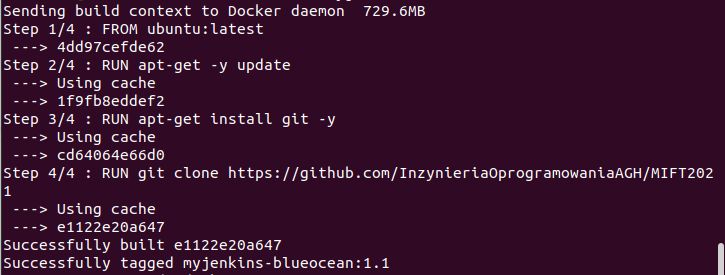 Sending build context to Docker daemon  729.6MB
Step 1/4 : FROM ubuntu:latest
 ---> 4dd97cefde62
Step 2/4 : RUN apt-get -y update
 ---> Using cache
 ---> 1f9fb8eddef2
Step 3/4 : RUN apt-get install git -y
 ---> Using cache
 ---> cd64064e66d0
Step 4/4 : RUN git clone https://github.com/InzynieriaOprogramowaniaAGH/MIFT202
1
 ---> Using cache
 ---> e1122e20a647
Successfully built e1122e20a647
Successfully tagged myjenkins-blueocean:1.1